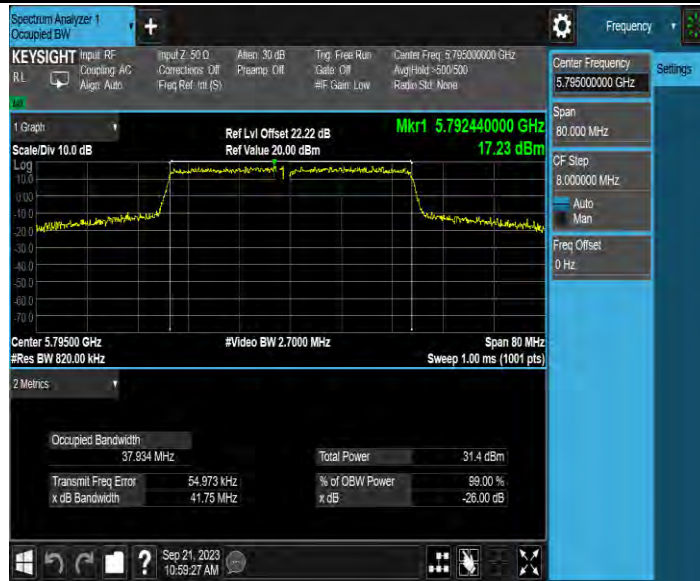 Spectrum Analyzer 1
Occupied BW
Frequency
KEYSIGHT
Input: RF
Coupling: AC
Align: Auto
Input Z: 50 Ω
Corrections: Off
Freq Ref: Int (S)
Atten: 30 dB
Preamp: Off
Trig: Free Run
Gate: Off
#IF Gain: Low
Center Freq: 5.795000000 GHz
Avg|Hold:>500/500
Radio Std: None
RL
1 Graph
Scale/Div 10.0 dB
Ref Lvl Offset 22.22 dB
Ref Value 20.00 dBm
Mkr1 5.792440000 GHz
17.23 dBm
Log
10.0
0.00
-10.0
-20.0
-30.0
-40.0
-50.0
-60.0
-70.0
1
Center 5.79500 GHz
#Res BW 820.00 kHz
#Video BW 2.7000 MHz
Span 80 MHz
Sweep 1.00 ms (1001 pts)
2 Metrics
Occupied Bandwidth
37.934 MHz
Transmit Freq Error 54.973 kHz
x dB Bandwidth 41.75 MHz
Total Power 31.4 dBm
% of OBW Power 99.00 %
x dB -26.00 dB
Center Frequency
5.795000000 GHz
Settings
Span
80.000 MHz
CF Step
8.000000 MHz
Auto
Man
Freq Offset
0 Hz
?
Sep 21, 2023
10:59:27 AM